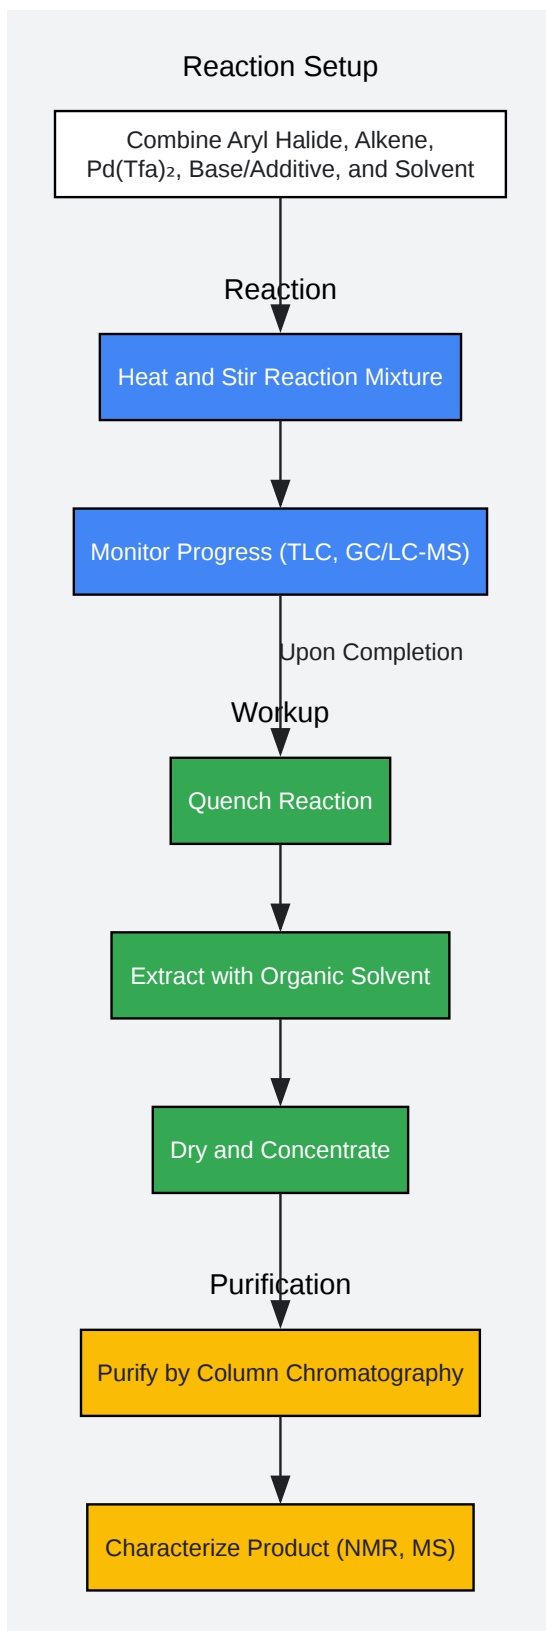 Reaction Setup
Combine Aryl Halide, Alkene,
Pd(Tfa)₂, Base/Additive, and Solvent
Reaction
Heat and Stir Reaction Mixture
Monitor Progress (TLC, GC/LC-MS)
Upon Completion
Workup
Quench Reaction
Extract with Organic Solvent
Dry and Concentrate
Purification
Purify by Column Chromatography
Characterize Product (NMR, MS)